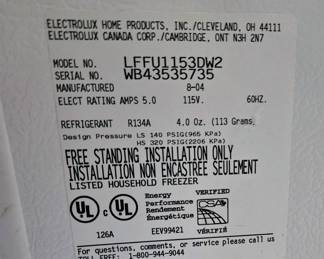 ELECTROLUX HOME PRODUCTS, INC./CLEVELAND, OH 44111
ELECTROLUX CANADA CORP./CAMBRIDGE, ONT N3H 2N7
MODEL NO. LFFU1153DW2
SERIAL NO. WB43535735
MANUFACTURED 8-04
ELECT RATING AMPS 5.0 115V. 60HZ.
REFRIGERANT R134A 4.0 Oz. (113 Grams,
Design Pressure LS 140 PSIG(965 KPa)
HS 320 PSIG(2206 KPa)
FREE STANDING INSTALLATION ONLY
INSTALLATION NON ENCASTREE SEULEMENT
LISTED HOUSEHOLD FREEZER
UL UL C
Energy VERIFIED
Performance
Rendement
Énergétique VÉRIFIÉ
126A EEV99421
For questions, comments, or service please call us
TOLL FREE: 1-800-944-9044